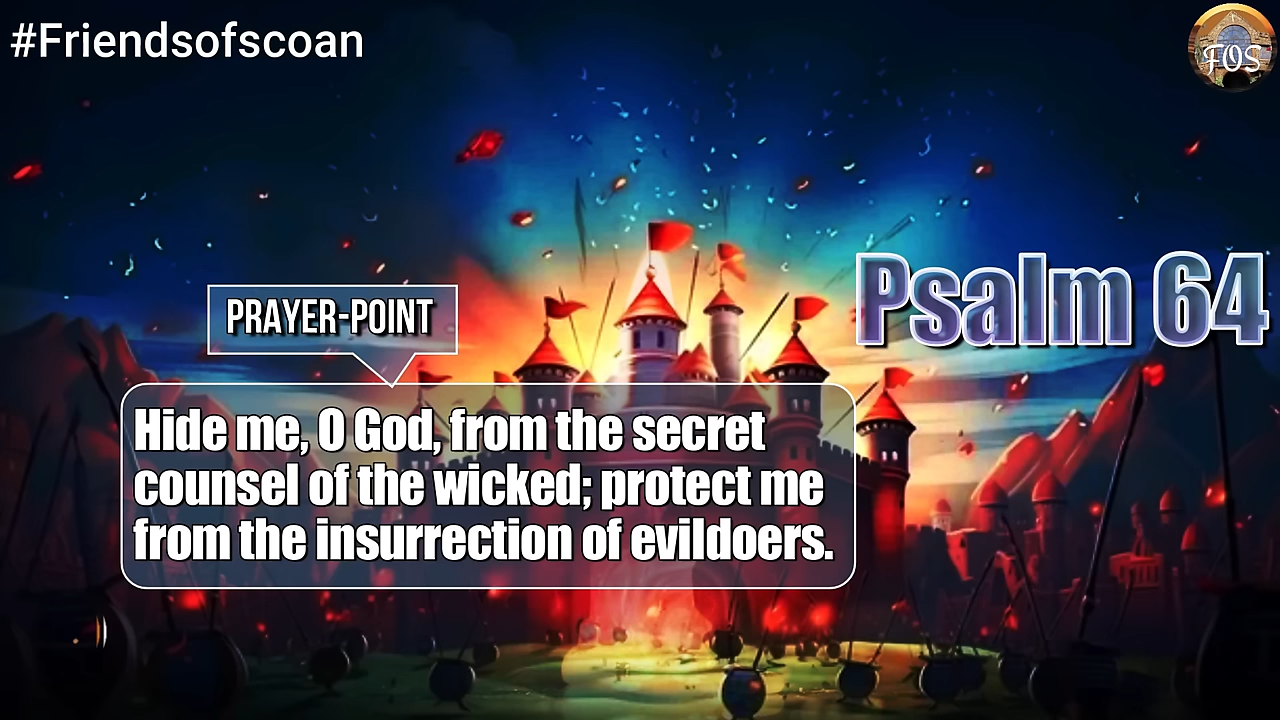 #Friendsofscoan
FOS
Psalm 64
PRAYER-POINT
Hide me, O God, from the secret
counsel of the wicked; protect me
from the insurrection of evildoers.